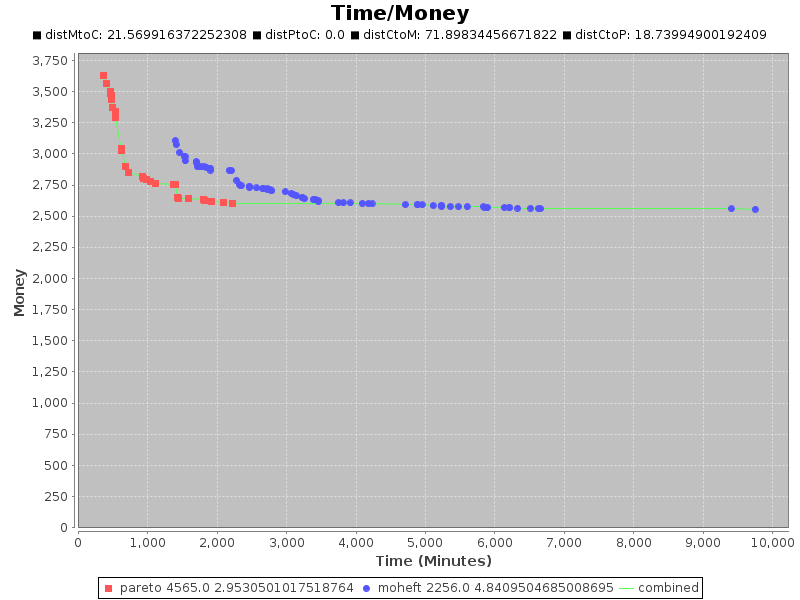 Time/Money
distMtoC: 21.569916372252308 distPtoC: 0.0 distCtoM: 71.89834456671822 distCtoP: 18.73994900192409
3,750
3,500
3,250
3,000
2,750
2,500
2,250
2,000
1,750
1,500
1,250
1,000
750
500
250
0
Money
0 1,000 2,000 3,000 4,000 5,000 6,000 7,000 8,000 9,000 10,000
Time (Minutes)
pareto 4565.0 2.9530501017518764 moheft 2256.0 4.8409504685008695 combined